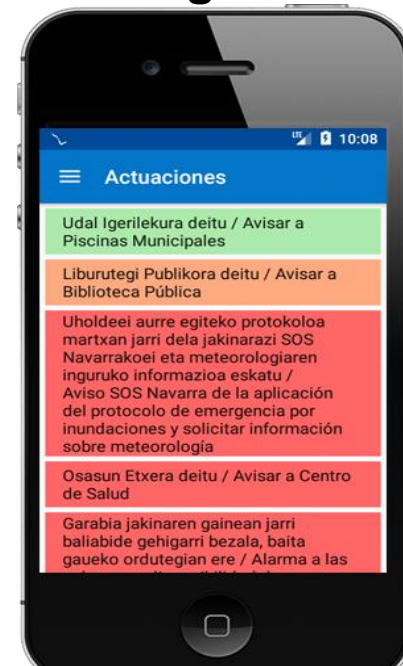 LTE 10:08
Actuaciones
Udal Igerilekura deitu / Avisar a
Piscinas Municipales
Liburutegi Publikora deitu / Avisar a
Biblioteca Pública
Uholdeei aurre egiteko protokoloa
martxan jarri dela jakinarazi SOS
Navarrakoei eta meteorologiaren
inguruko informazioa eskatu /
Aviso SOS Navarra de la aplicación
del protocolo de emergencia por
inundaciones y solicitar información
sobre meteorología
Osasun Etxera deitu / Avisar a Centro
de Salud
Garabia jakinaren gainean jarri
baliabide gehigarri bezala, baita
gaueko ordutegian ere / Alarma a las